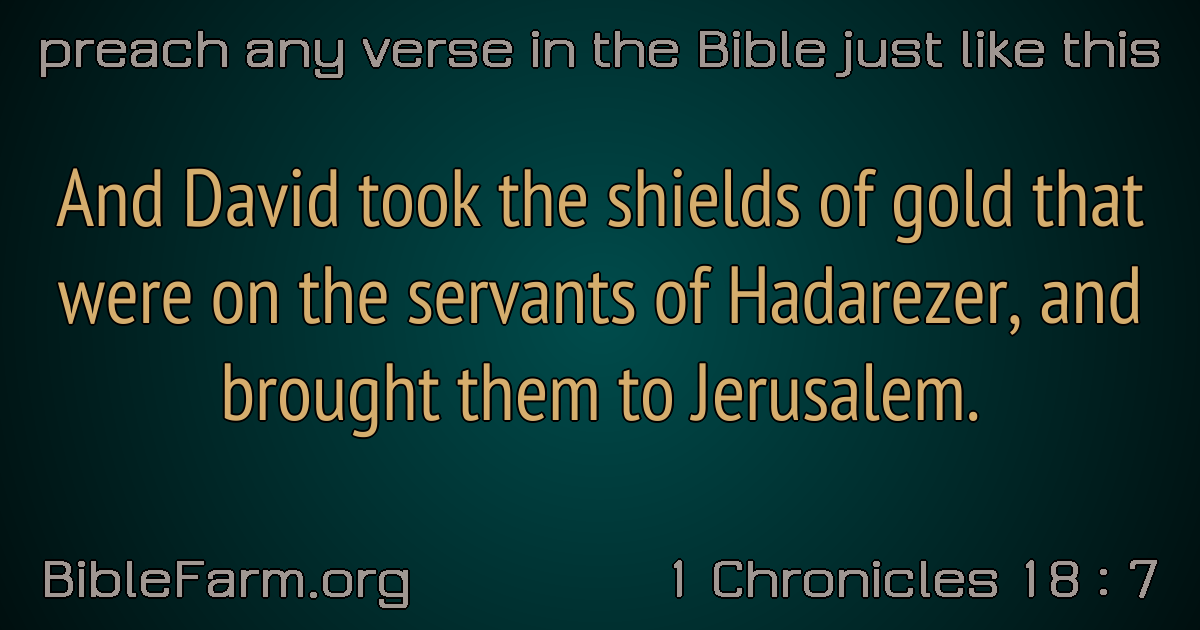 preach any verse in the Bible just like this
And David took the shields of gold that
were on the servants of Hadarezer, and
brought them to Jerusalem.
BibleFarm.org
1 Chronicles 18 : 7